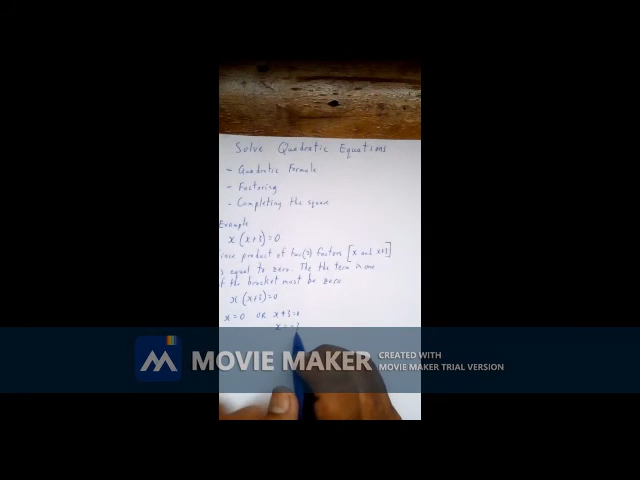 Solve Quadratic Equations
- Quadratic Formula
- Factoring
- Completing the square
Example
x (x+3) = 0
ince product of two(2) factors [x and x+3]
s equal to zero. The the term in one
f the bracket must be zero
x (x+3) = 0
x = 0 OR x+3=0
x = -3
MOVIE MAKER
CREATED WITH
MOVIE MAKER TRIAL VERSION